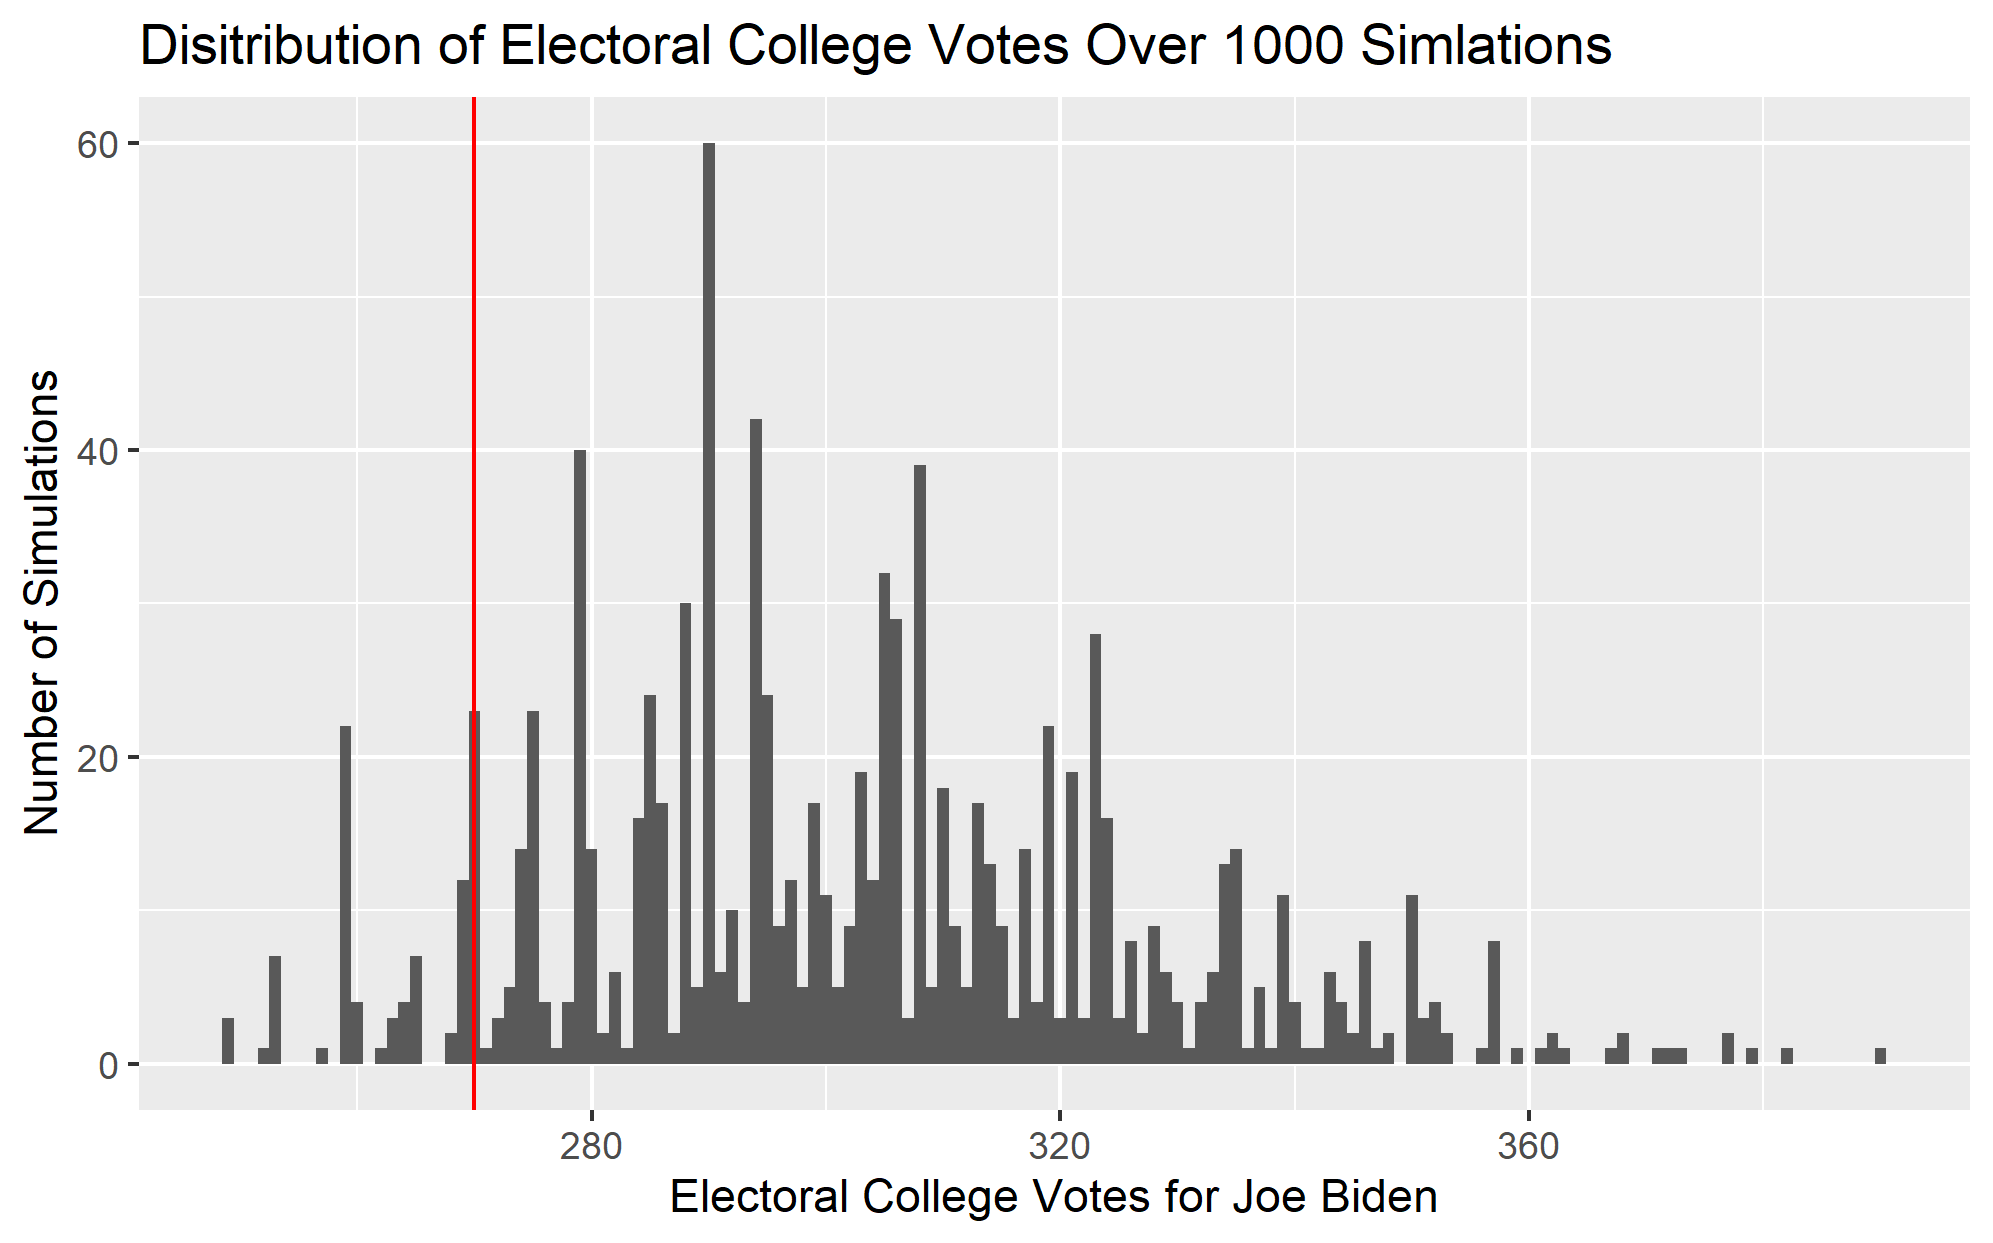 Disitribution of Electoral College Votes Over 1000 Simlations
Number of Simulations
60
40
20
0
280
320
360
Electoral College Votes for Joe Biden